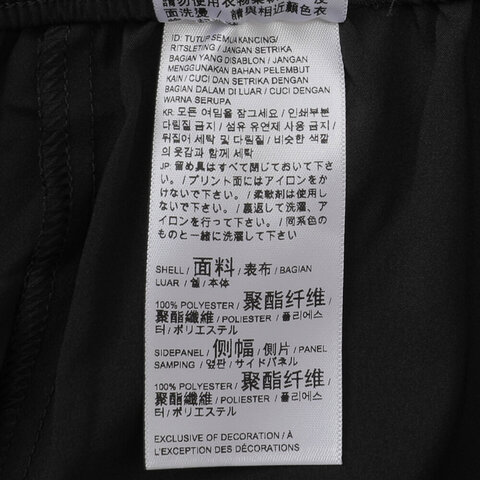 面洗燙 / 請與相近顏色衣
ID: TUTUP SEMUA KANCING/
RITSLETING / JANGAN SETRIKA
BAGIAN YANG DISABLON / JANGAN
MENGGUNAKAN BAHAN PELEMBUT
KAIN / CUCI DAN SETRIKA DENGAN
BAGIAN DALAM DI LUAR / CUCI DENGAN
WARNA SERUPA
KR: 모든 여밈을 잠그세요 / 인쇄부분
다림질 금지 / 섬유 유연제 사용 금지 /
뒤집어 세탁 및 다림질 / 비슷한 색깔
의 옷감과 함께 세탁
JP: 留め具はすべて閉じておいて下さ
い。/ プリント面にはアイロンをか
けないで下さい。/ 柔軟剤は使用し
ないで下さい。/ 裏返して洗濯、ア
イロンを行って下さい。/ 同系色の
ものと一緒に洗濯して下さい。
SHELL / 面料 / 表布 / BAGIAN
LUAR / 쉘 / 本体
100% POLYESTER / 聚酯纤维 /
聚酯纖維 / POLIESTER / 폴리에스
터 / ポリエステル
SIDEPANEL / 侧幅 / 側片 / PANEL
SAMPING / 옆판 / サイドパネル
100% POLYESTER / 聚酯纤维 /
聚酯纖維 / POLIESTER / 폴리에스
터 / ポリエステル
EXCLUSIVE OF DECORATION / À
L'EXCEPTION DES DÉCORATIONS